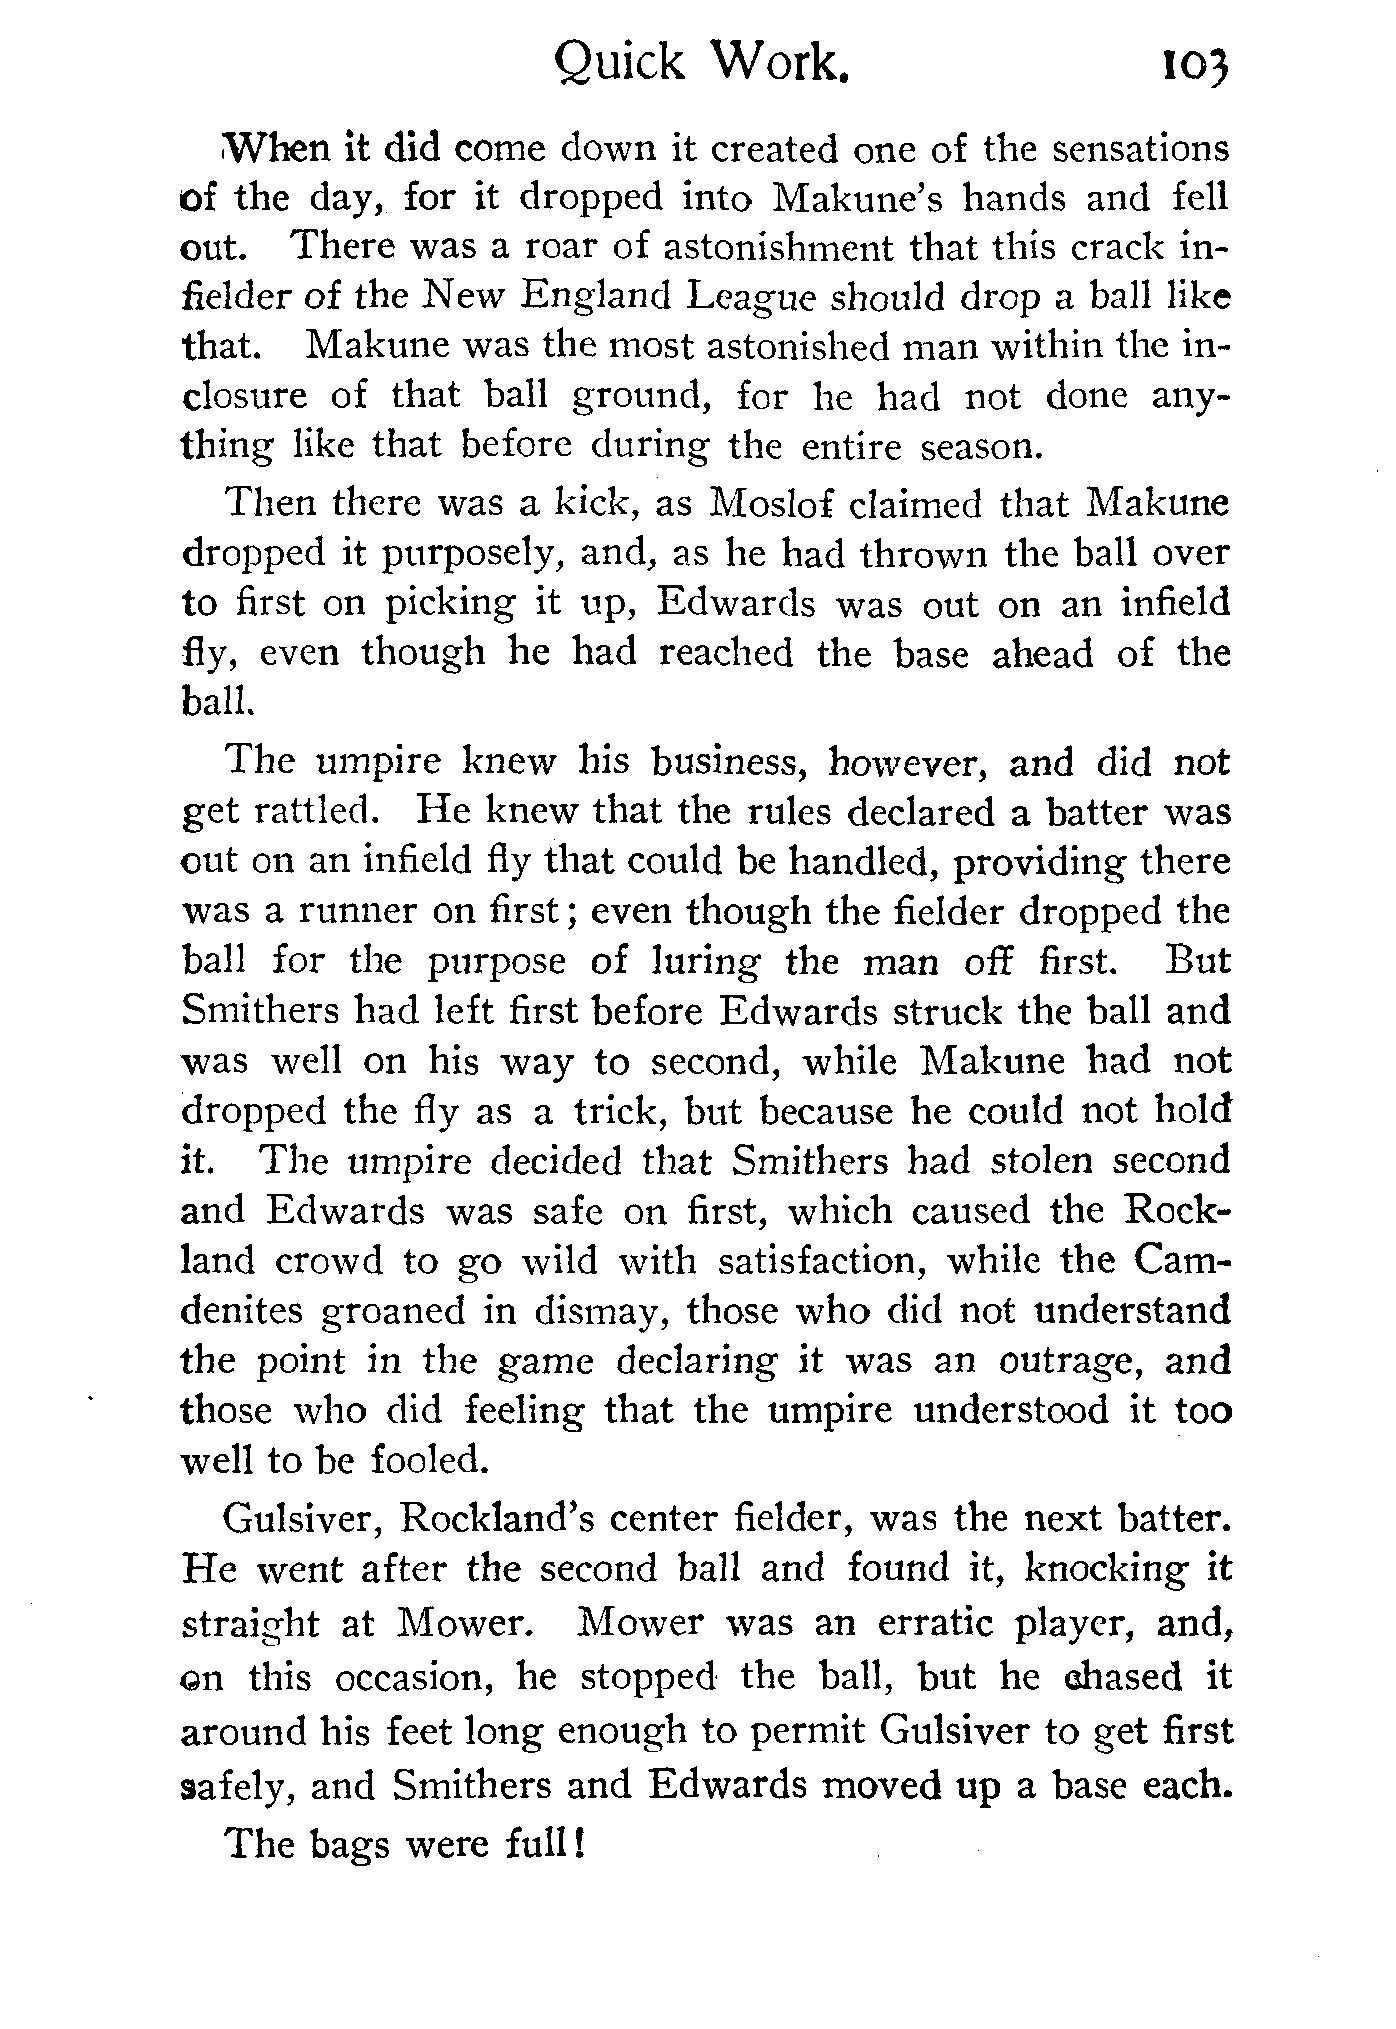 Quick Work. 103
When it did come down it created one of the sensations
of the day, for it dropped into Makune's hands and fell
out. There was a roar of astonishment that this crack in-
fielder of the New England League should drop a ball like
that. Makune was the most astonished man within the in-
closure of that ball ground, for he had not done any-
thing like that before during the entire season.
Then there was a kick, as Moslof claimed that Makune
dropped it purposely, and, as he had thrown the ball over
to first on picking it up, Edwards was out on an infield
fly, even though he had reached the base ahead of the
ball.
The umpire knew his business, however, and did not
get rattled. He knew that the rules declared a batter was
out on an infield fly that could be handled, providing there
was a runner on first; even though the fielder dropped the
ball for the purpose of luring the man off first. But
Smithers had left first before Edwards struck the ball and
was well on his way to second, while Makune had not
dropped the fly as a trick, but because he could not hold
it. The umpire decided that Smithers had stolen second
and Edwards was safe on first, which caused the Rock-
land crowd to go wild with satisfaction, while the Cam-
denites groaned in dismay, those who did not understand
the point in the game declaring it was an outrage, and
those who did feeling that the umpire understood it too
well to be fooled.
Gulsiver, Rockland's center fielder, was the next batter.
He went after the second ball and found it, knocking it
straight at Mower. Mower was an erratic player, and,
on this occasion, he stopped the ball, but he chased it
around his feet long enough to permit Gulsiver to get first
safely, and Smithers and Edwards moved up a base each.
The bags were full!